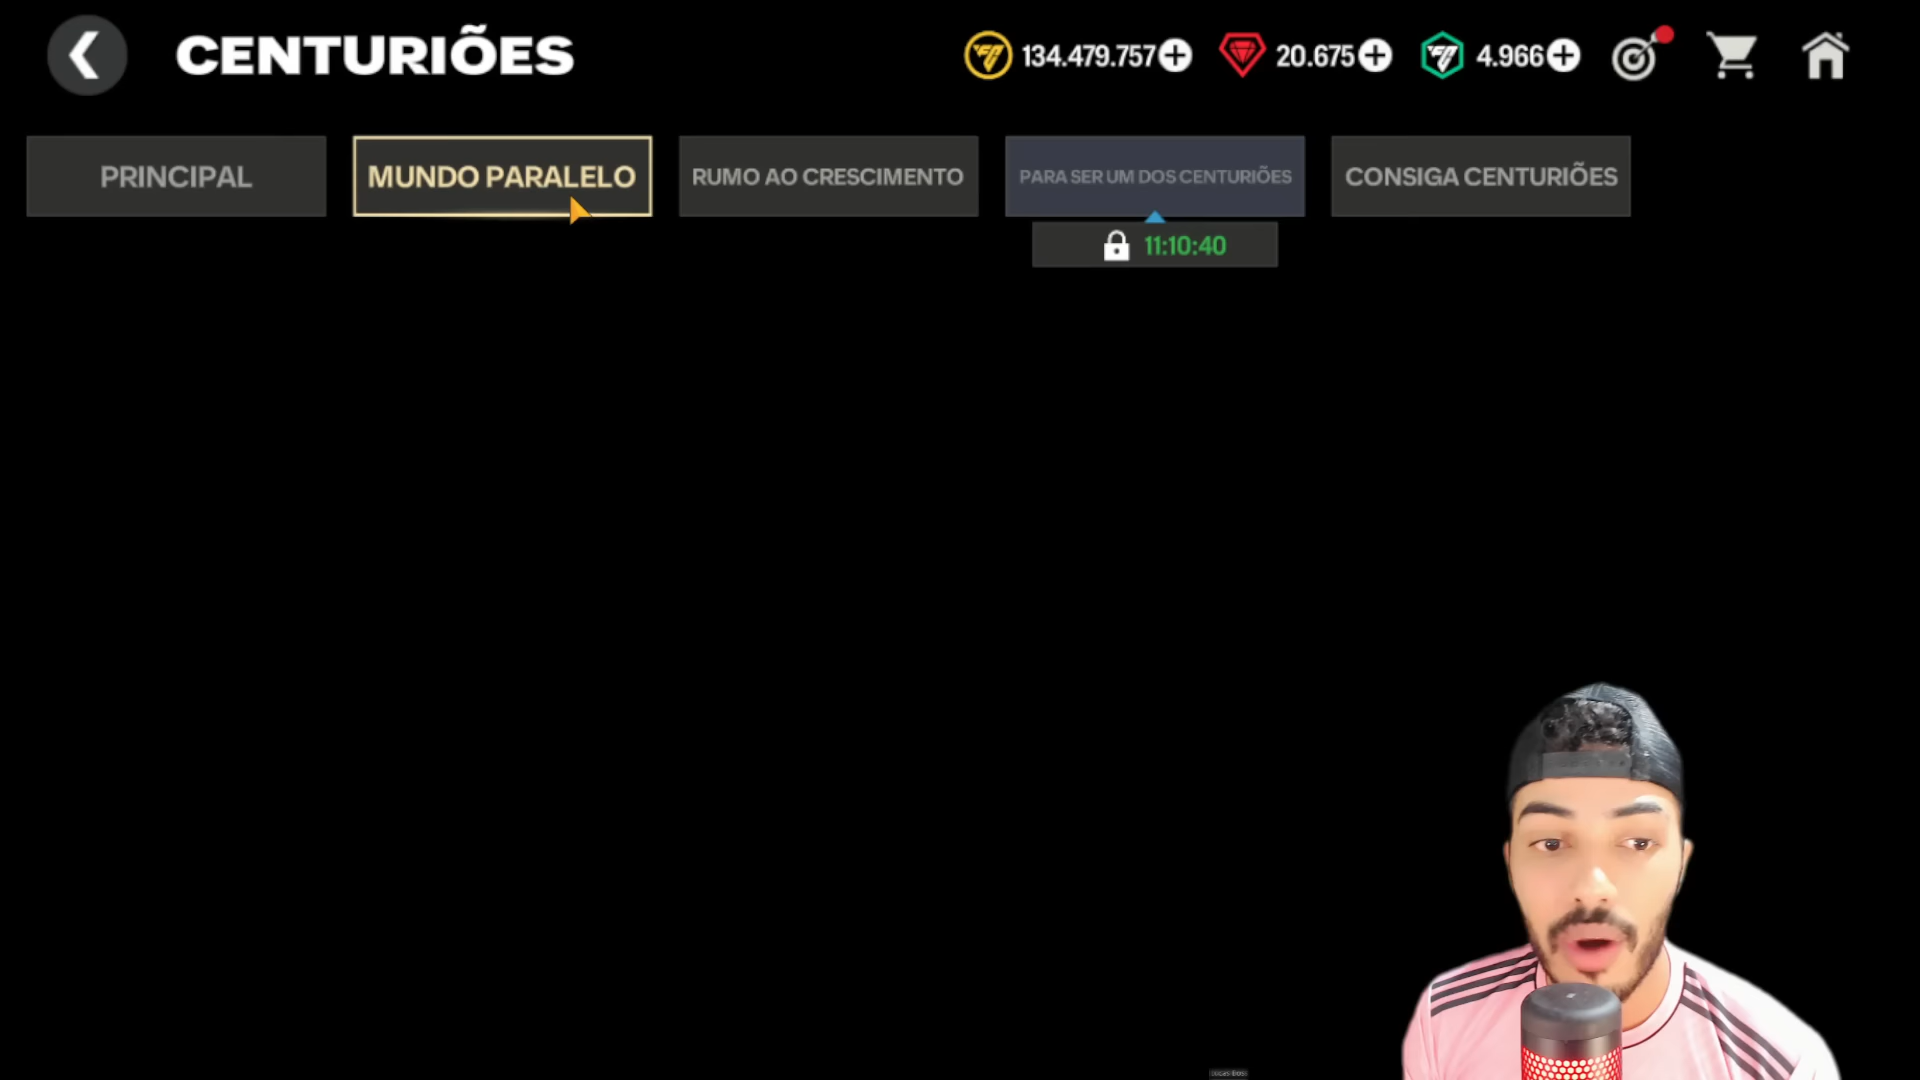 CENTURIÕES
134.479.757
20.675
4.966
PRINCIPAL
MUNDO PARALELO
RUMO AO CRESCIMENTO
PARA SER UM DOS CENTURIÕES
CONSIGA CENTURIÕES
11:10:40